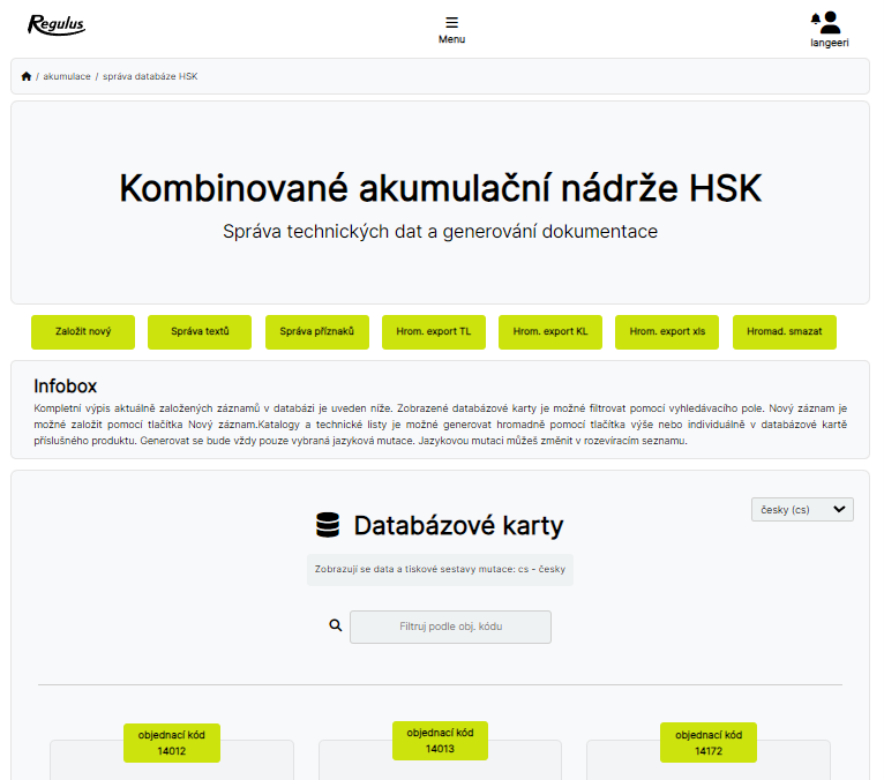 Regulus
Menu
langeeri
/ akumulace / správa databáze HSK
Kombinované akumulační nádrže HSK
Správa technických dat a generování dokumentace
Založit nový
Správa textů
Správa příznaků
Hrom. export TL
Hrom. export KL
Hrom. export xls
Hromad. smazat
Infobox
Kompletní výpis aktuálně založených záznamů v databázi je uveden níže. Zobrazené databázové karty je možné filtrovat pomocí vyhledávacího pole. Nový záznam je
možné založit pomocí tlačítka Nový záznam.Katalogy a technické listy je možné generovat hromadně pomocí tlačítka výše nebo individuálně v databázové kartě
příslušného produktu. Generovat se bude vždy pouze vybraná jazyková mutace. Jazykovou mutaci můžeš změnit v rozevíracím seznamu.
česky (cs)
Databázové karty
Zobrazují se data a tiskové sestavy mutace: cs - česky
Filtruj podle obj. kódu
objednací kód
14012
objednací kód
14013
objednací kód
14172